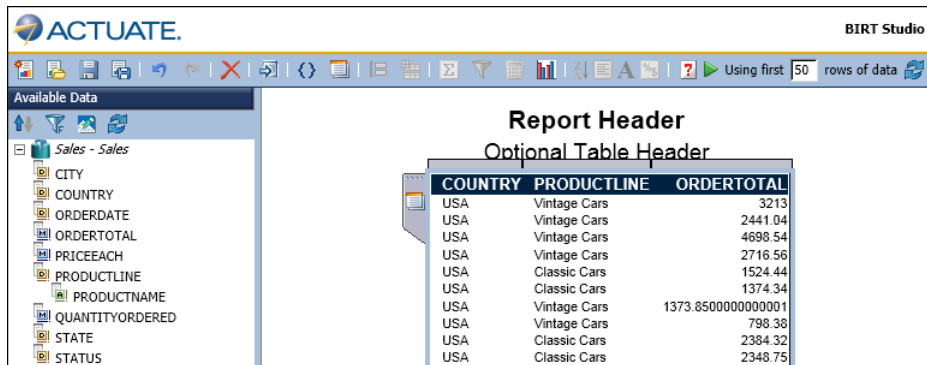 ACTUATE.
BIRT Studio
Using first 50 rows of data
Available Data
Sales - Sales
CITY
COUNTRY
ORDERDATE
ORDERTOTAL
PRICEEACH
PRODUCTLINE
PRODUCTNAME
QUANTITYORDERED
STATE
STATUS
Report Header
Optional Table Header
COUNTRY PRODUCTLINE ORDERTOTAL
USA Vintage Cars 3213
USA Vintage Cars 2441.04
USA Vintage Cars 4698.54
USA Vintage Cars 2716.56
USA Classic Cars 1524.44
USA Classic Cars 1374.34
USA Vintage Cars 1373.8500000000001
USA Vintage Cars 798.38
USA Classic Cars 2384.32
USA Classic Cars 2348.75